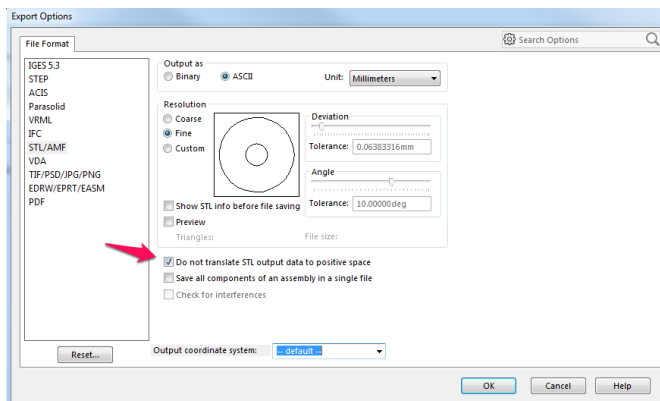 Export Options
File Format
Search Options
IGES 5.3
STEP
ACIS
Parasolid
VRML
IFC
STL/AMF
VDA
TIF/PSD/JPG/PNG
EDRW/EPRT/EASM
PDF
Reset...
Output as
Binary
ASCII
Unit:
Millimeters
Resolution
Coarse
Fine
Custom
Deviation
Tolerance:
0.06383316mm
Angle
Tolerance:
10.00000deg
Show STL info before file saving
Preview
Triangles:
File size:
Do not translate STL output data to positive space
Save all components of an assembly in a single file
Check for interferences
Output coordinate system:
-- default --
OK
Cancel
Help